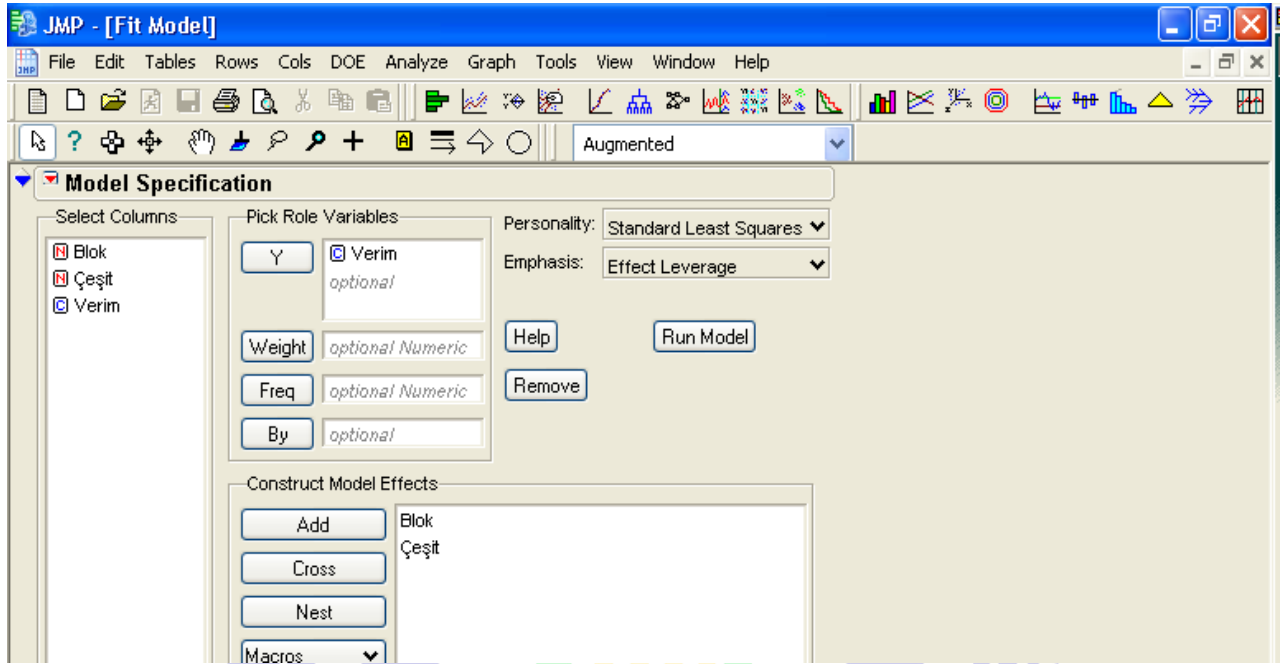 JMP - [Fit Model]
File Edit Tables Rows Cols DOE Analyze Graph Tools View Window Help
Augmented
Model Specification
Select Columns
N Blok
N Çeşit
C Verim
Pick Role Variables
Y
C Verim
optional
Weight optional Numeric
Freq optional Numeric
By optional
Personality: Standard Least Squares
Emphasis: Effect Leverage
Help Run Model
Remove
Construct Model Effects
Add
Cross
Nest
Macros
Blok
Çeşit